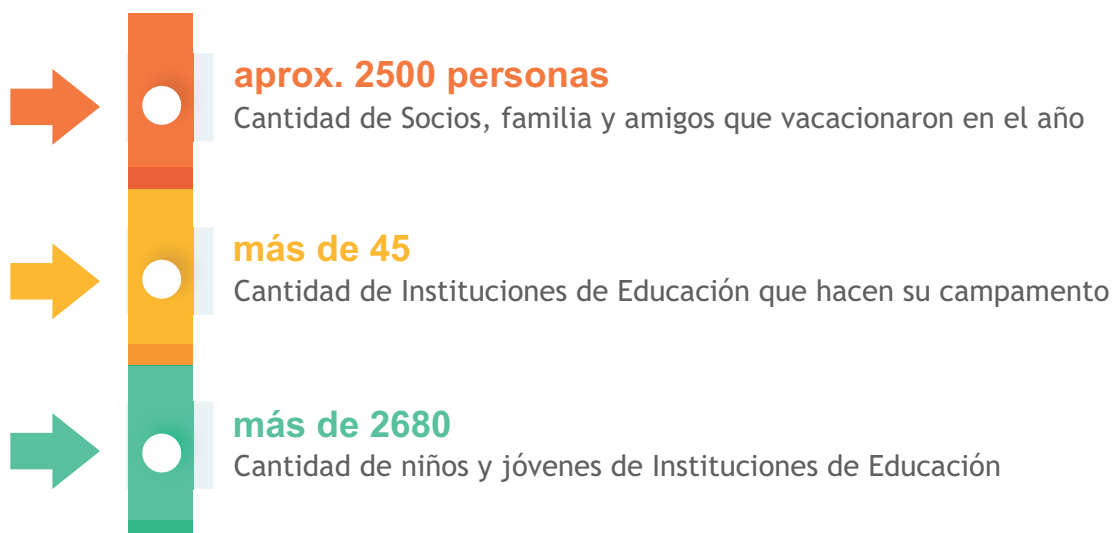 aprox. 2500 personas
Cantidad de Socios, familia y amigos que vacacionaron en el año
más de 45
Cantidad de Instituciones de Educación que hacen su campamento
más de 2680
Cantidad de niños y jóvenes de Instituciones de Educación